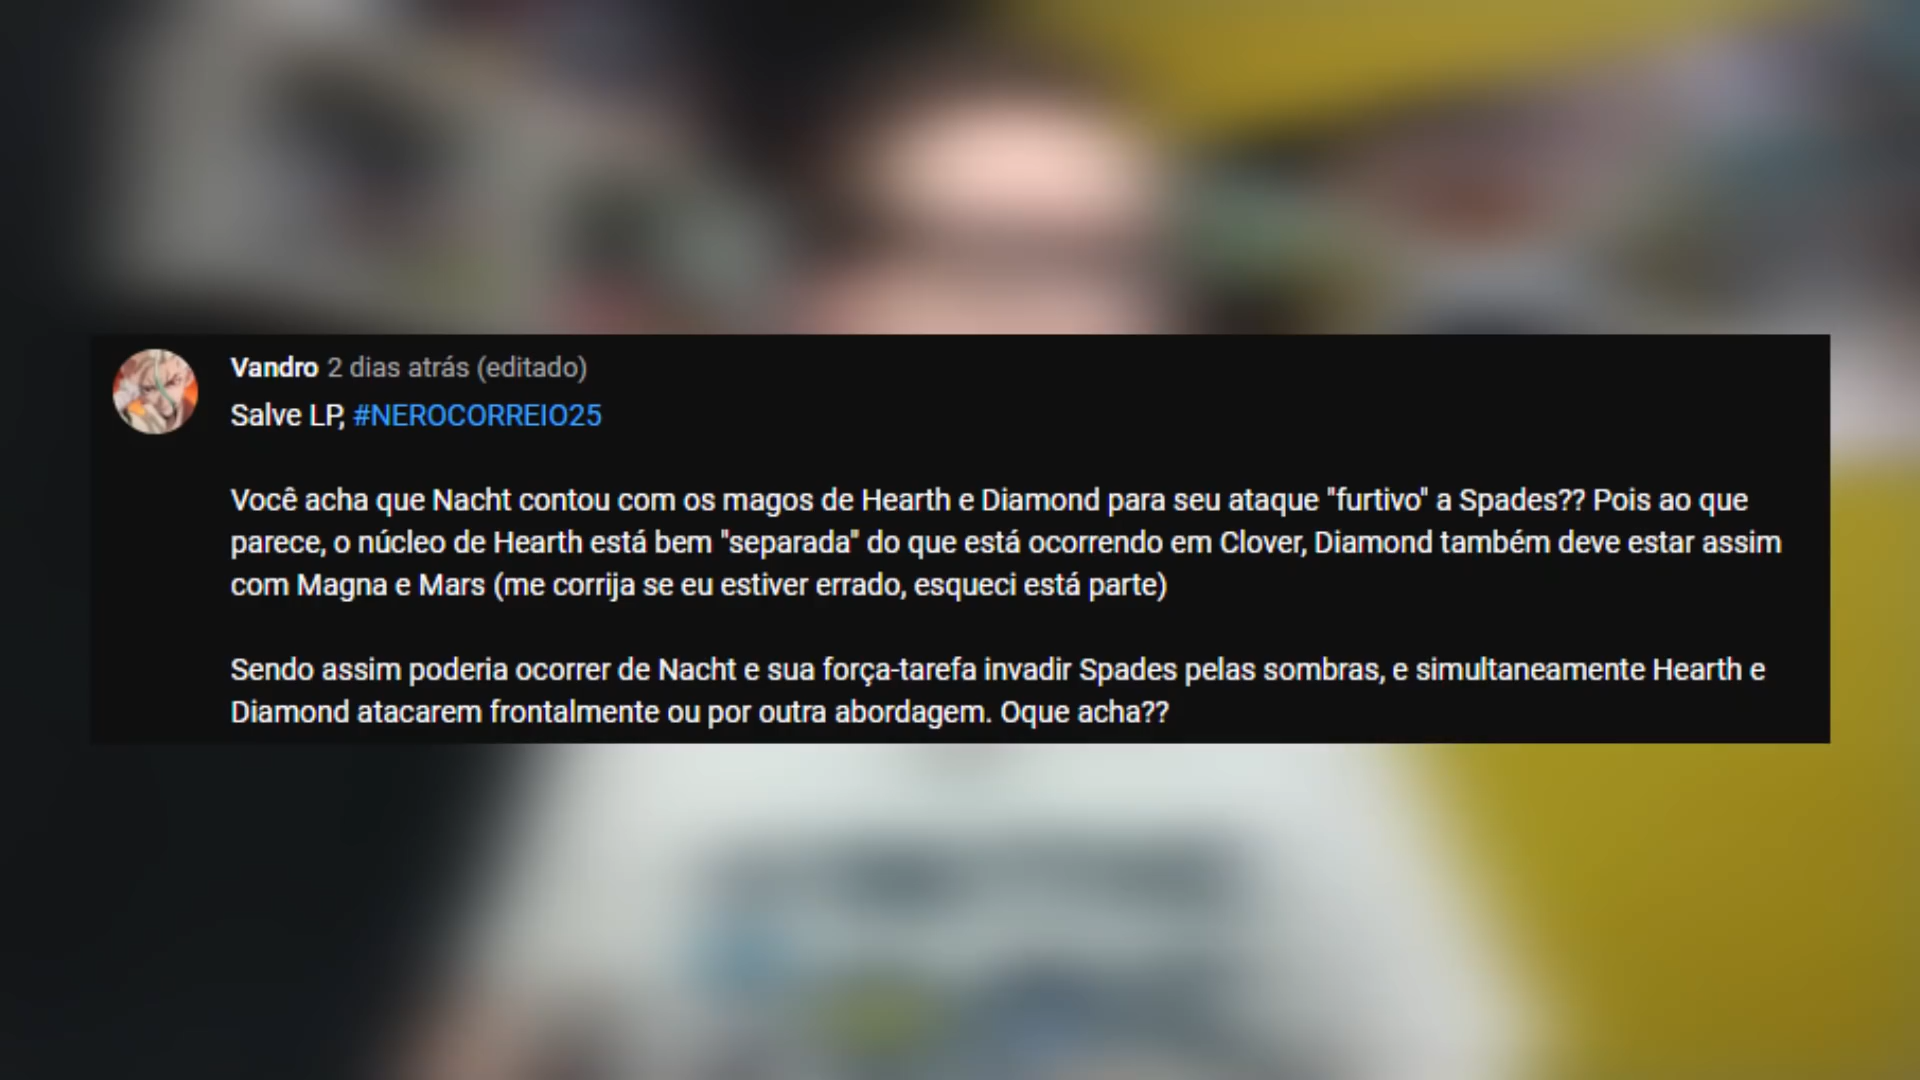 Vandro 2 dias atrás (editado)
Salve LP, #NEROCORREIO25
Você acha que Nacht contou com os magos de Hearth e Diamond para seu ataque "furtivo" a Spades?? Pois ao que
parece, o núcleo de Hearth está bem "separada" do que está ocorrendo em Clover, Diamond também deve estar assim
com Magna e Mars (me corrija se eu estiver errado, esqueci está parte)
Sendo assim poderia ocorrer de Nacht e sua força-tarefa invadir Spades pelas sombras, e simultaneamente Hearth e
Diamond atacarem frontalmente ou por outra abordagem. Oque acha??